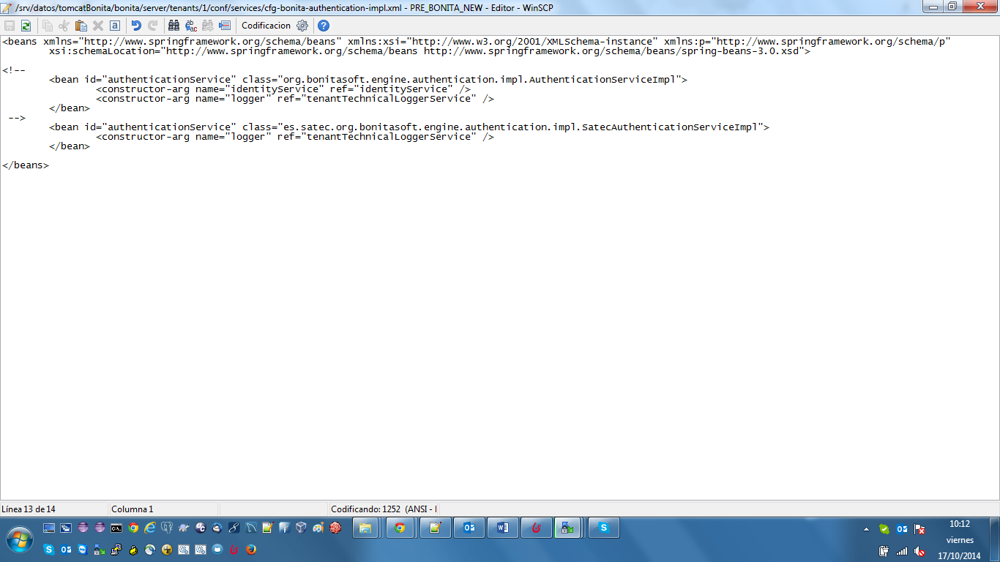 /srv/datos/tomcatBonita/bonita/server/tenants/1/conf/services/cfg-bonita-authentication-impl.xml - PRE_BONITA_NEW - Editor - WinSCP
Codificacion
<beans xmlns="http://www.springframework.org/schema/beans" xmlns:xsi="http://www.w3.org/2001/XMLSchema-instance" xmlns:p="http://www.springframework.org/schema/p"
xsi:schemaLocation="http://www.springframework.org/schema/beans http://www.springframework.org/schema/beans/spring-beans-3.0.xsd">
<!--
<bean id="authenticationService" class="org.bonitasoft.engine.authentication.impl.AuthenticationServiceImpl">
<constructor-arg name="identityService" ref="identityService" />
<constructor-arg name="logger" ref="tenantTechnicalLoggerService" />
</bean>
-->
<bean id="authenticationService" class="es.satec.org.bonitasoft.engine.authentication.impl.SatecAuthenticationServiceImpl">
<constructor-arg name="logger" ref="tenantTechnicalLoggerService" />
</bean>
</beans>
Línea 13 de 14 Columna 1 Codificando: 1252 (ANSI - l
10:12
viernes
17/10/2014